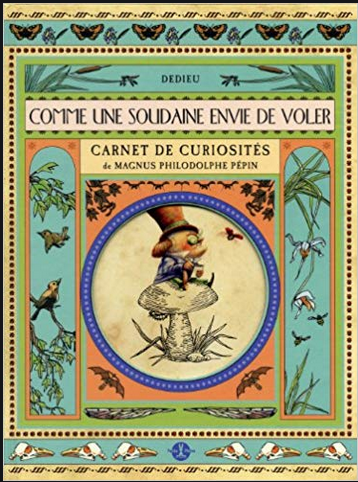 DEDIEU
COMME UNE SOUDAINE ENVIE DE VOLER
CARNET DE CURIOSITÉS
de MAGNUS PHILODOLPHE PÉPIN